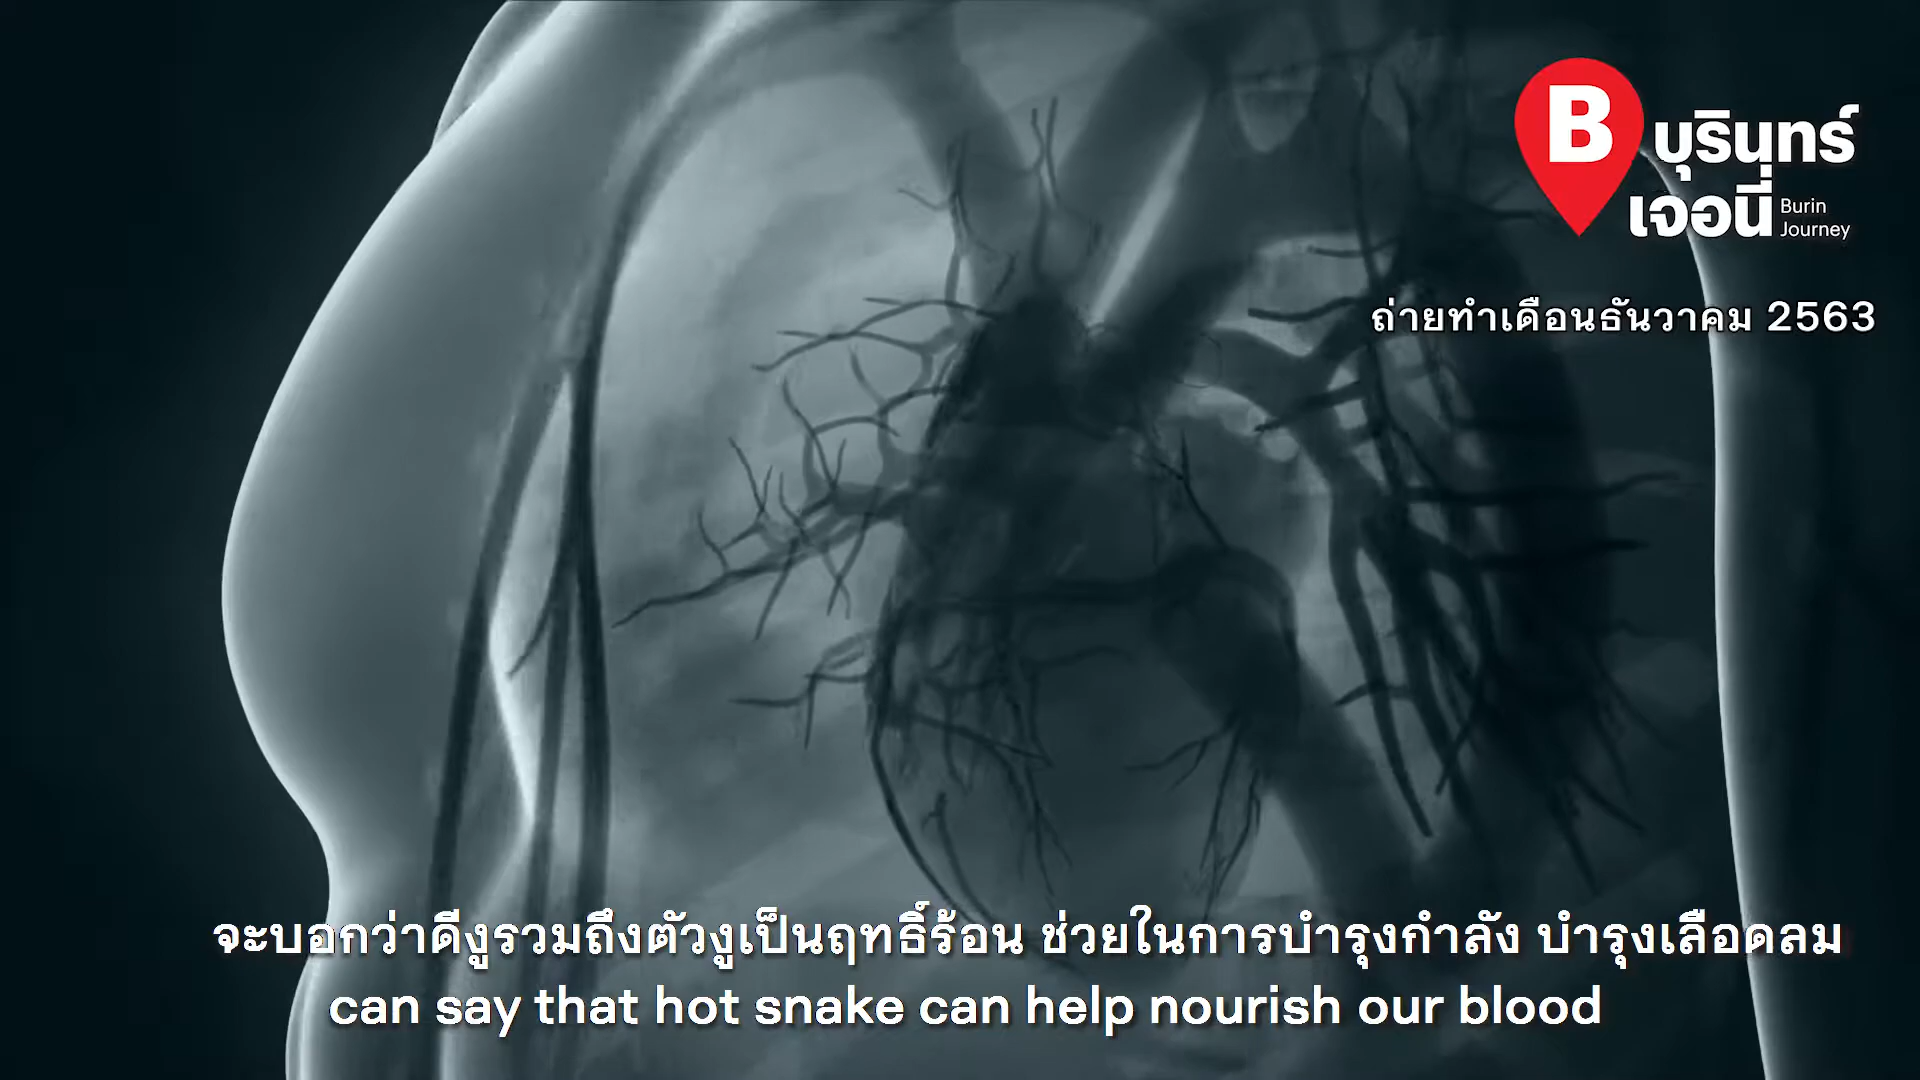 B
บุรินทร์
เจอนี่
Burin
Journey
ถ่ายทำเดือนธันวาคม 2563
จะบอกว่าดีงูรวมถึงตัวงูเป็นฤทธิ์ร้อน ช่วยในการบำรุงกำลัง บำรุงเลือดลม
can say that hot snake can help nourish our blood